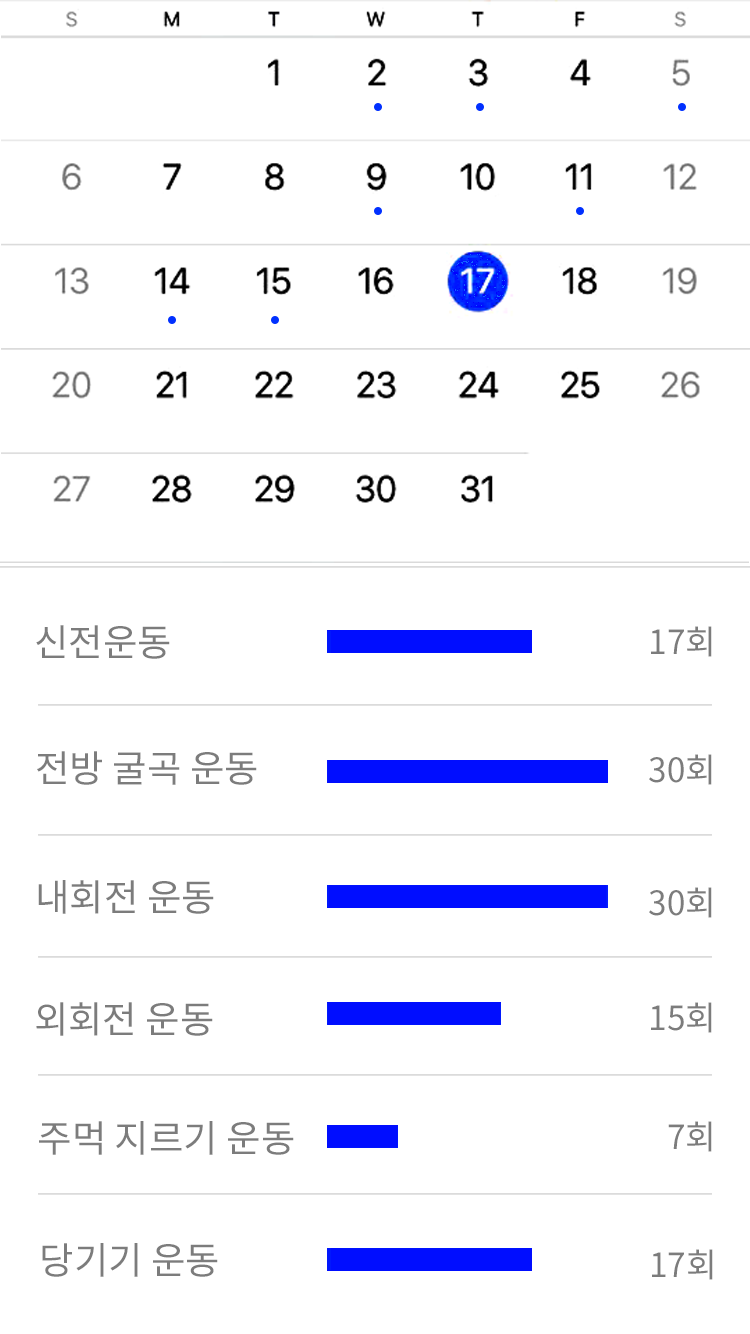 S M T W T F S
1 2 3 4 5
6 7 8 9 10 11 12
13 14 15 16 17 18 19
20 21 22 23 24 25 26
27 28 29 30 31
신전운동 17회
전방 굴곡 운동 30회
내회전 운동 30회
외회전 운동 15회
주먹 지르기 운동 7회
당기기 운동 17회